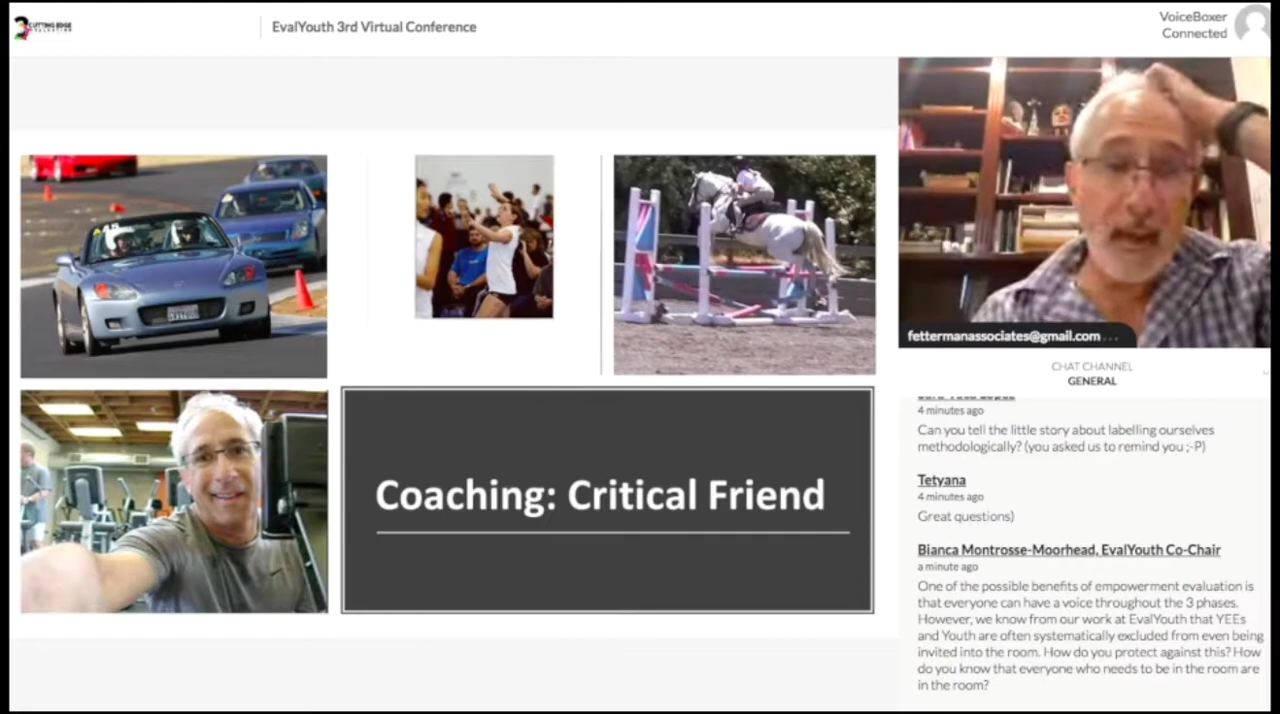 CUTTING EDGE
EvalYouth 3rd Virtual Conference
VoiceBoxer
Connected
Coaching: Critical Friend
fettermanassociates@gmail.com ...
CHAT CHANNEL
GENERAL
4 minutes ago
Can you tell the little story about labelling ourselves
methodologically? (you asked us to remind you ;-P)
Tetyana
4 minutes ago
Great questions)
Bianca Montrosse-Moorhead, EvalYouth Co-Chair
a minute ago
One of the possible benefits of empowerment evaluation is
that everyone can have a voice throughout the 3 phases.
However, we know from our work at EvalYouth that YEEs
and Youth are often systematically excluded from even being
invited into the room. How do you protect against this? How
do you know that everyone who needs to be in the room are
in the room?